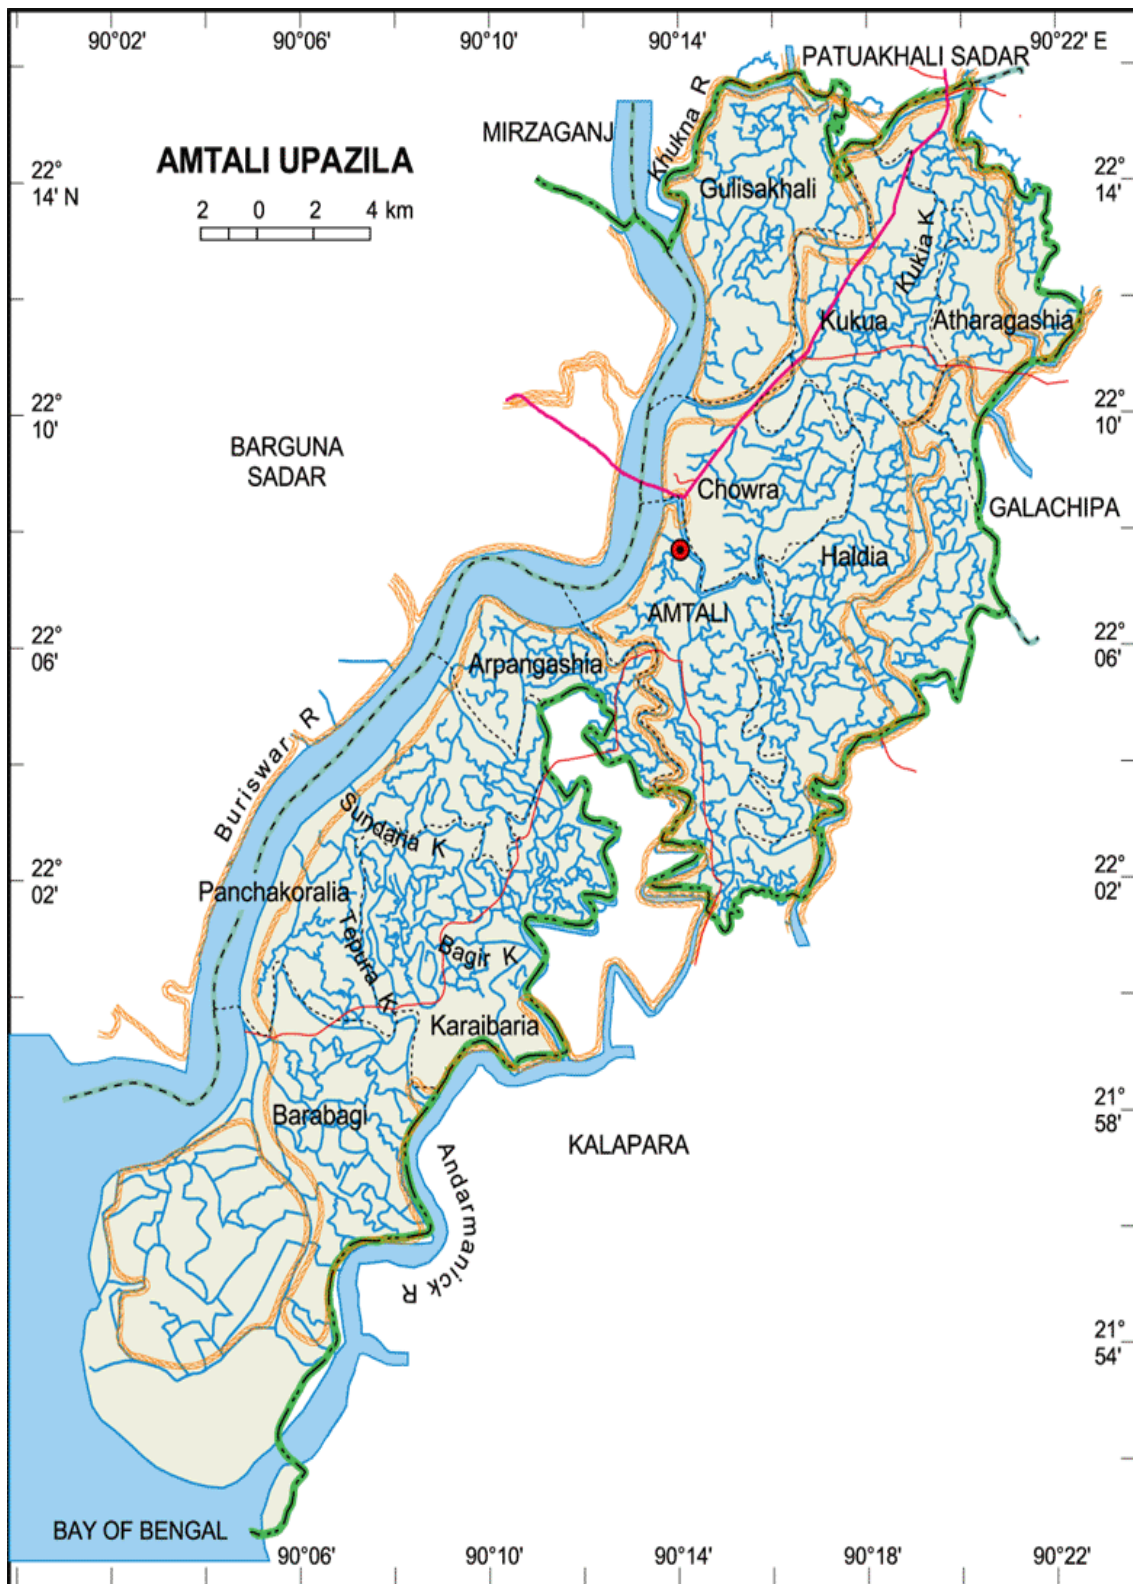 90°02'
90°06'
90°10'
90°14'
90°22' E
PATUAKHALI SADAR
MIRZAGANJ
Khukna R
AMTALI UPAZILA
22°
14' N
22°
14'
Gulisakhali
2 0 2 4 km
Kukia K
Kukua
Atharagashia
22°
10'
22°
10'
BARGUNA
SADAR
Chowra
GALACHIPA
Haldia
AMTALI
22°
06'
22°
06'
Arpangashia
Buriswar R
Sundana K
22°
02'
22°
02'
Panchakoralia
Tepura K
Bagir K
Karaibaria
21°
58'
Barabagi
KALAPARA
Andarmanick R
21°
54'
BAY OF BENGAL
90°06'
90°10'
90°14'
90°18'
90°22'